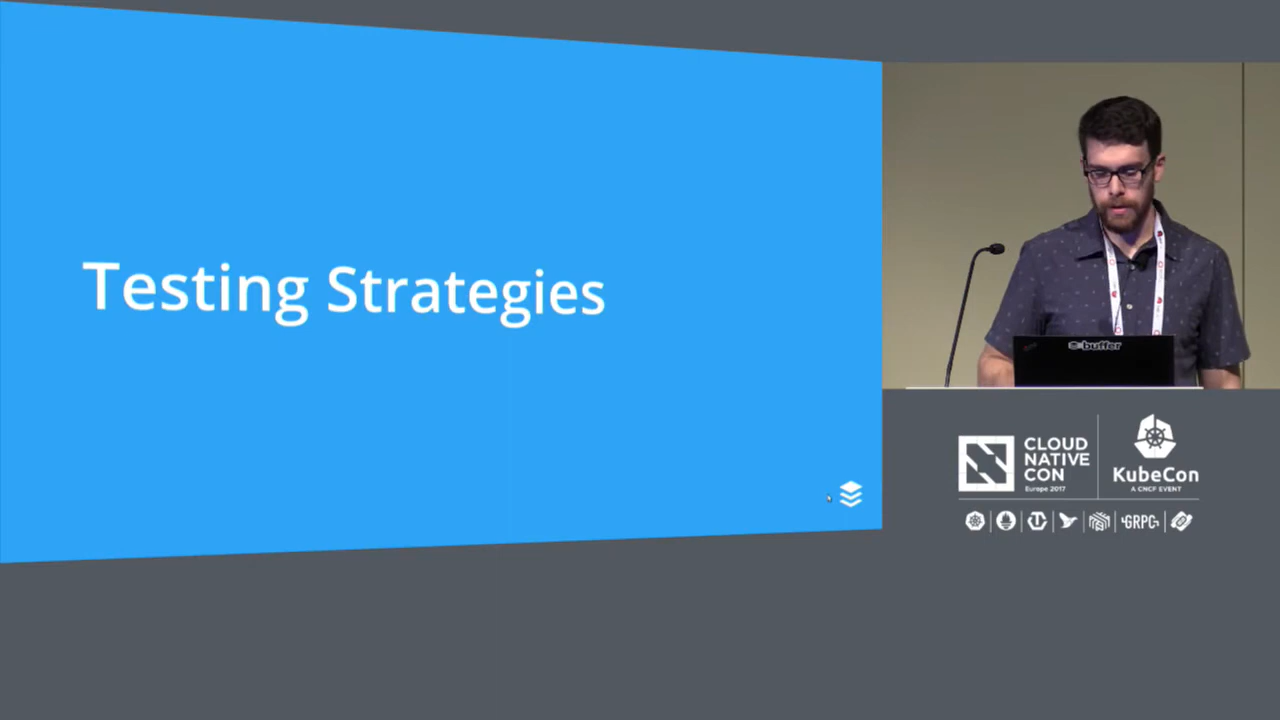 Testing Strategies
buffer
CLOUD
NATIVE
CON
Europe 2017
KubeCon
A CNCF EVENT
GRPC